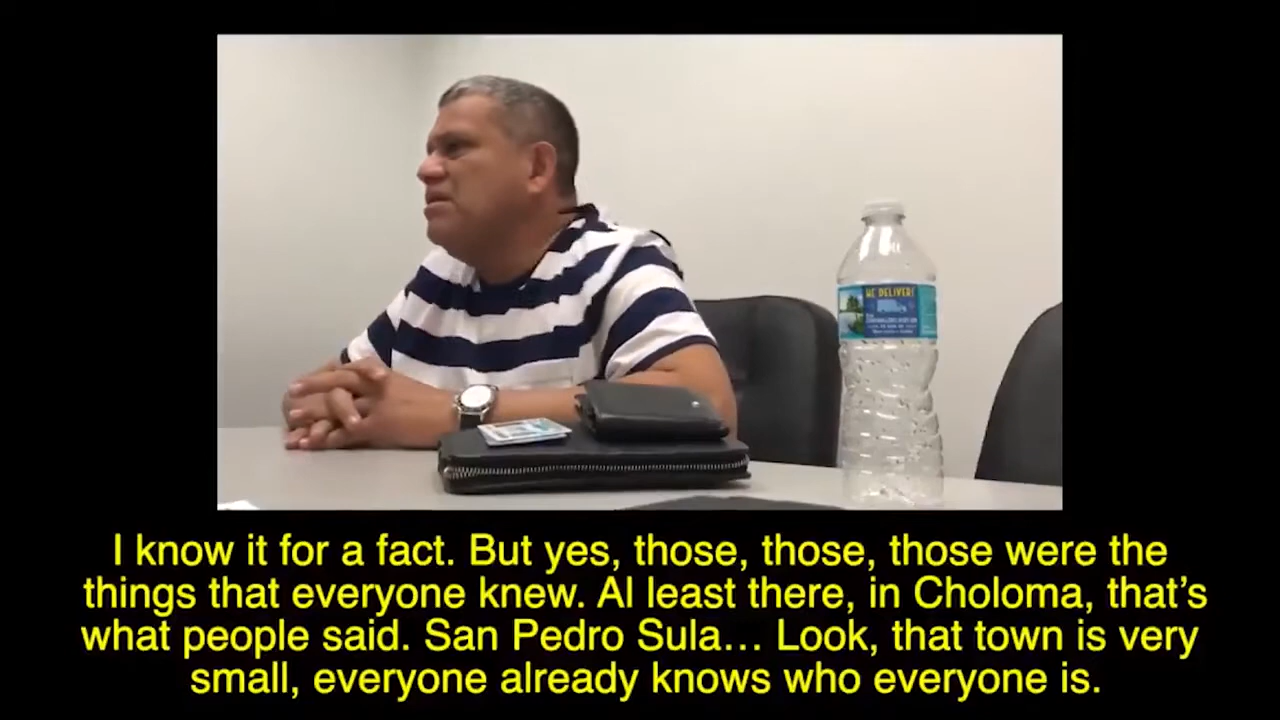 WE DELIVER!
I know it for a fact. But yes, those, those, those were the
things that everyone knew. Al least there, in Choloma, that's
what people said. San Pedro Sula... Look, that town is very
small, everyone already knows who everyone is.